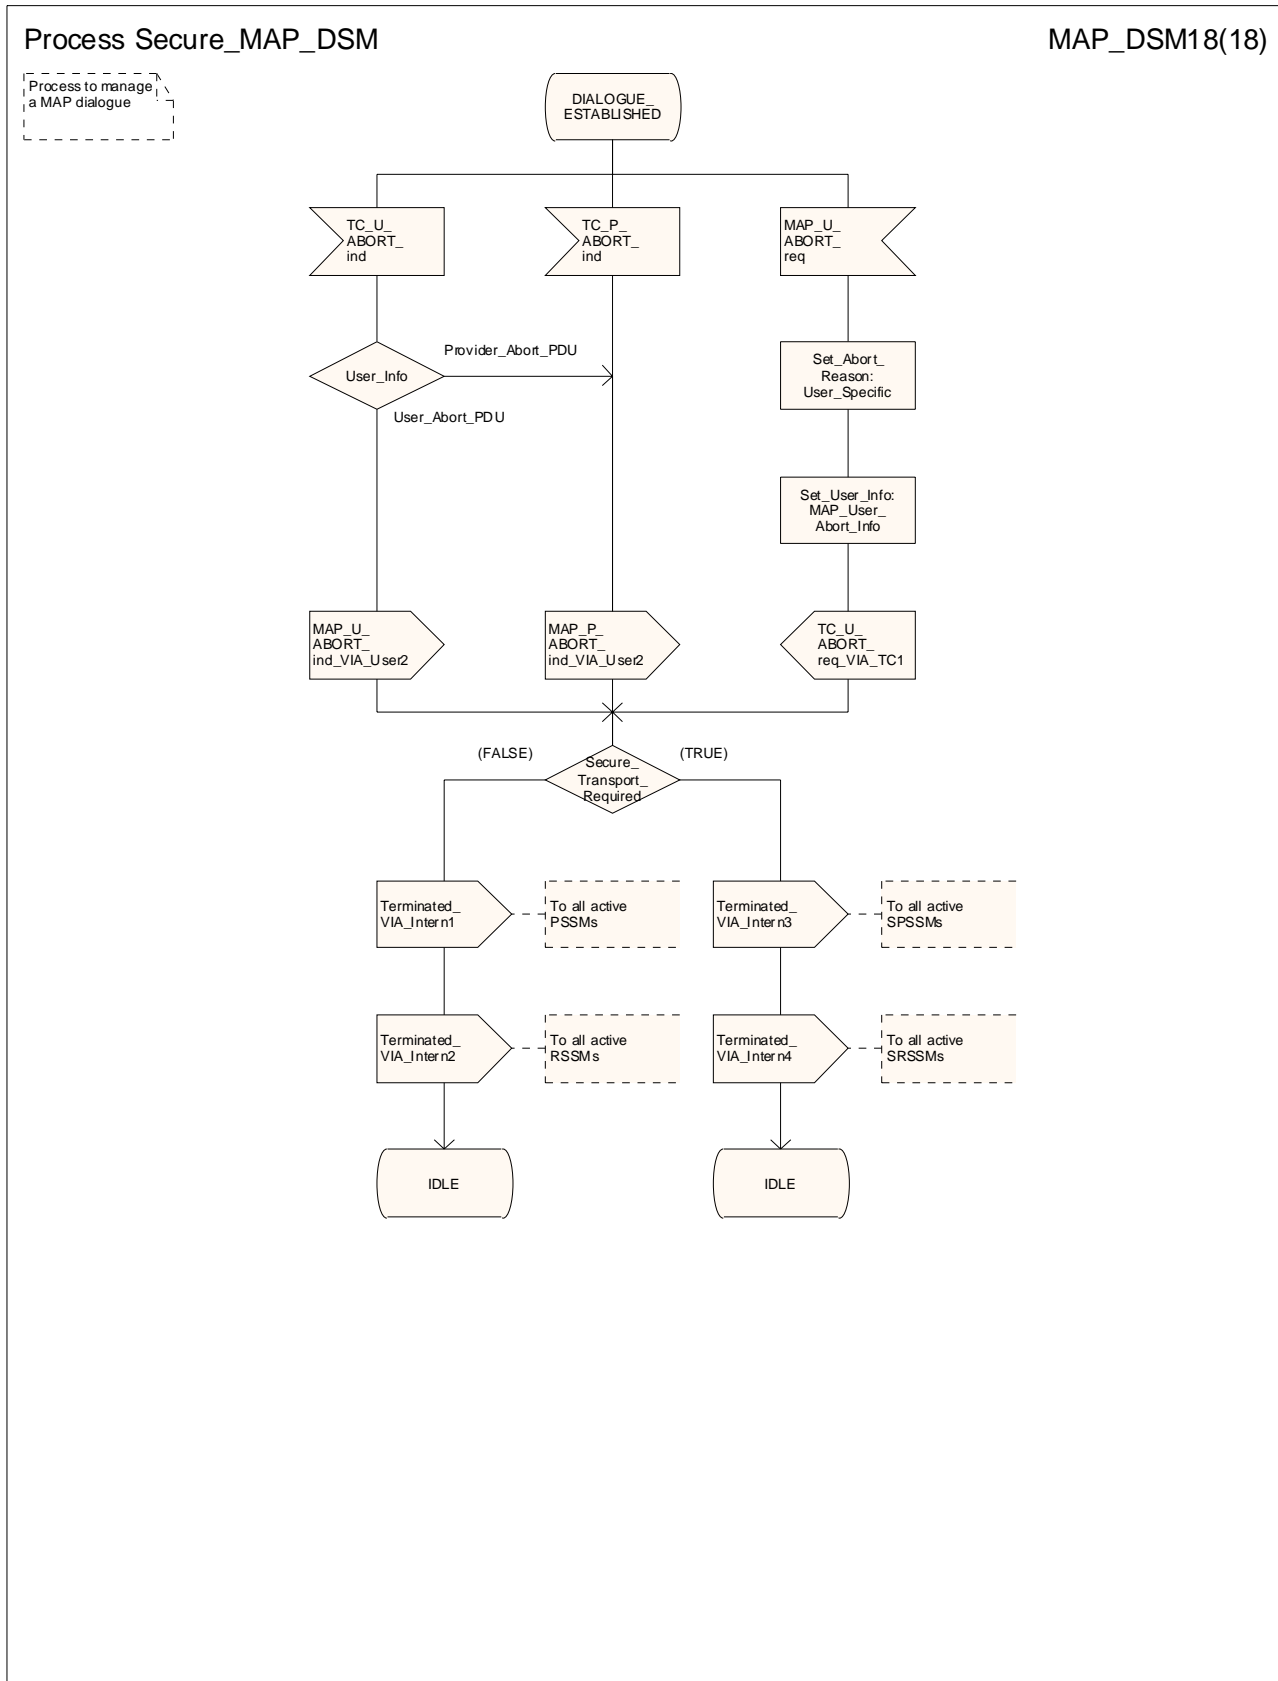 Process Secure_MAP_DSM
MAP_DSM18(18)
Process to manage
a MAP dialogue
DIALOGUE_
ESTABLISHED
TC_U_
ABORT_
ind
TC_P_
ABORT_
ind
MAP_U_
ABORT_
req
Provider_Abort_PDU
User_Info
User_Abort_PDU
Set_Abort_
Reason:
User_Specific
Set_User_Info:
MAP_User_
Abort_Info
MAP_U_
ABORT_
ind_VIA_User2
MAP_P_
ABORT_
ind_VIA_User2
TC_U_
ABORT_
req_VIA_TC1
(FALSE)
(TRUE)
Secure_
Transport_
Required
Terminated_
VIA_Intern1
To all active
PSSMs
Terminated_
VIA_Intern3
To all active
SPSSMs
Terminated_
VIA_Intern2
To all active
RSSMs
Terminated_
VIA_Intern4
To all active
SRSSMs
IDLE
IDLE